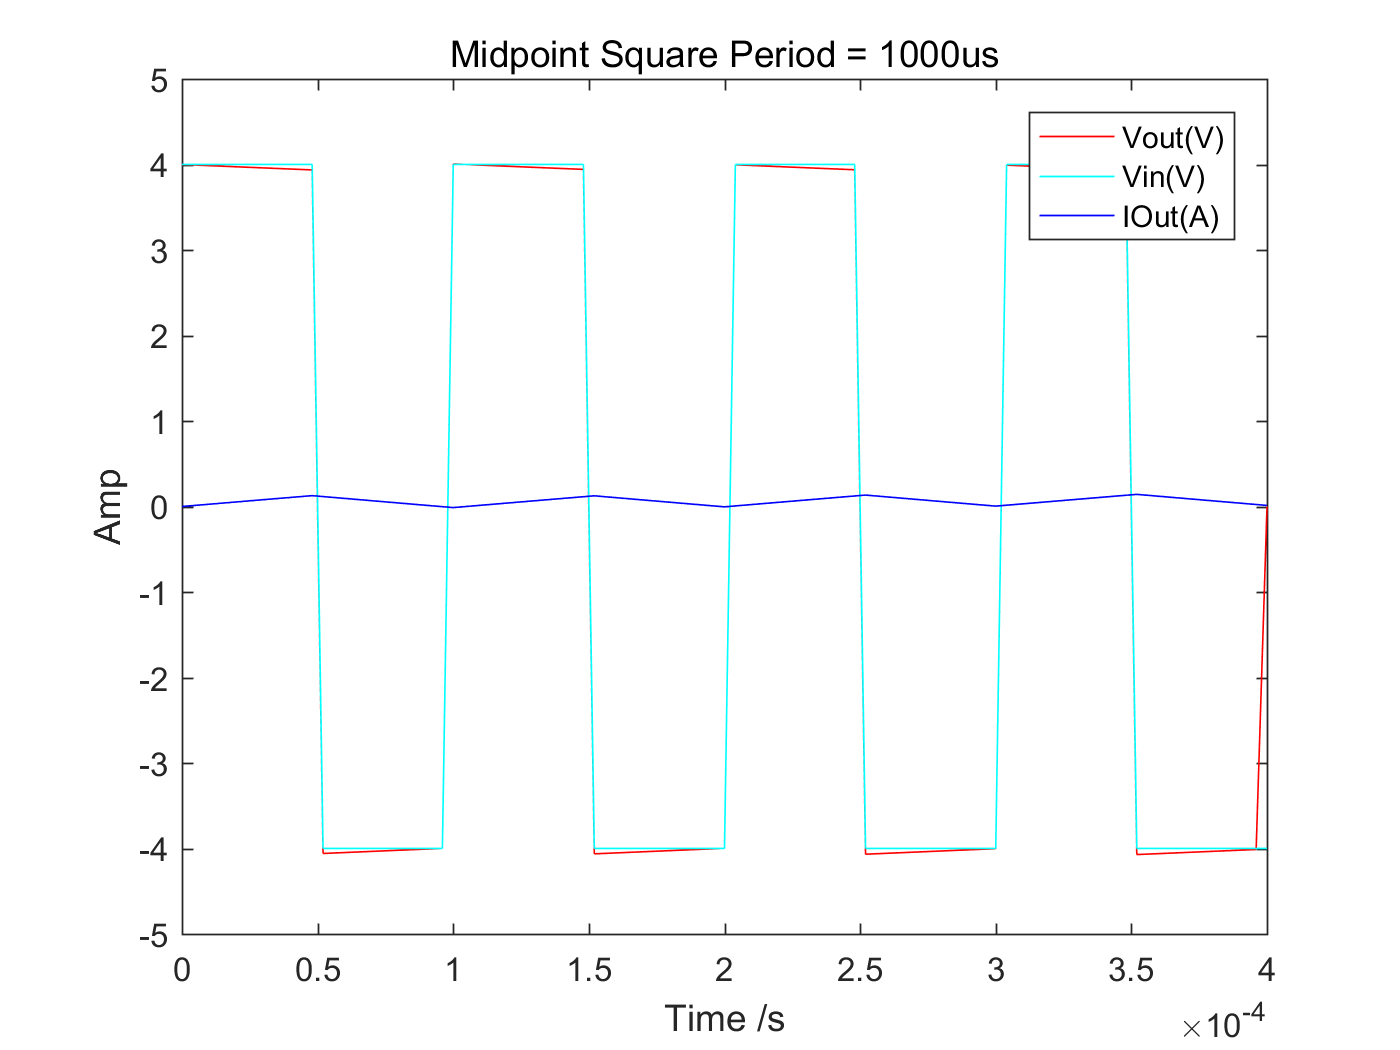 Midpoint Square Period = 1000us
5
4
3
2
1
0
-1
-2
-3
-4
-5
Amp
Vout(V)
Vin(V)
IOut(A)
0 0.5 1 1.5 2 2.5 3 3.5 4
Time /s
×10-4